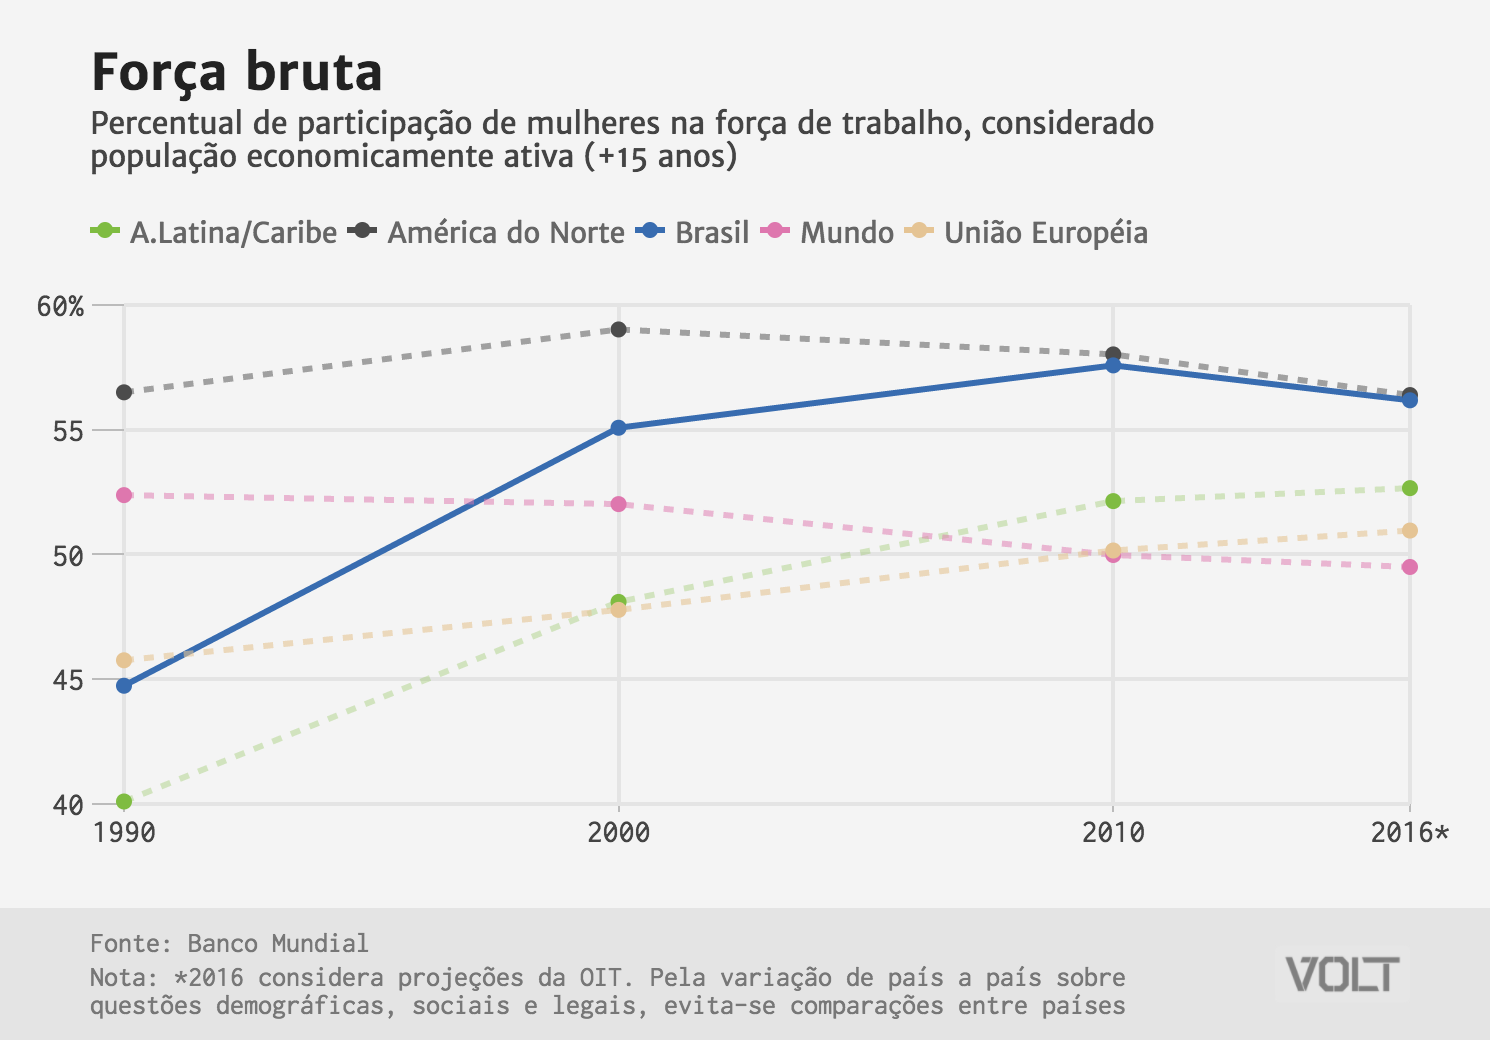 Força bruta
Percentual de participação de mulheres na força de trabalho, considerado
população economicamente ativa (+15 anos)
A.Latina/Caribe América do Norte Brasil Mundo União Européia
60%
55
50
45
40
1990 2000 2010 2016*
Fonte: Banco Mundial
Nota: *2016 considera projeções da OIT. Pela variação de país a país sobre
questões demográficas, sociais e legais, evita-se comparações entre países
VOLT